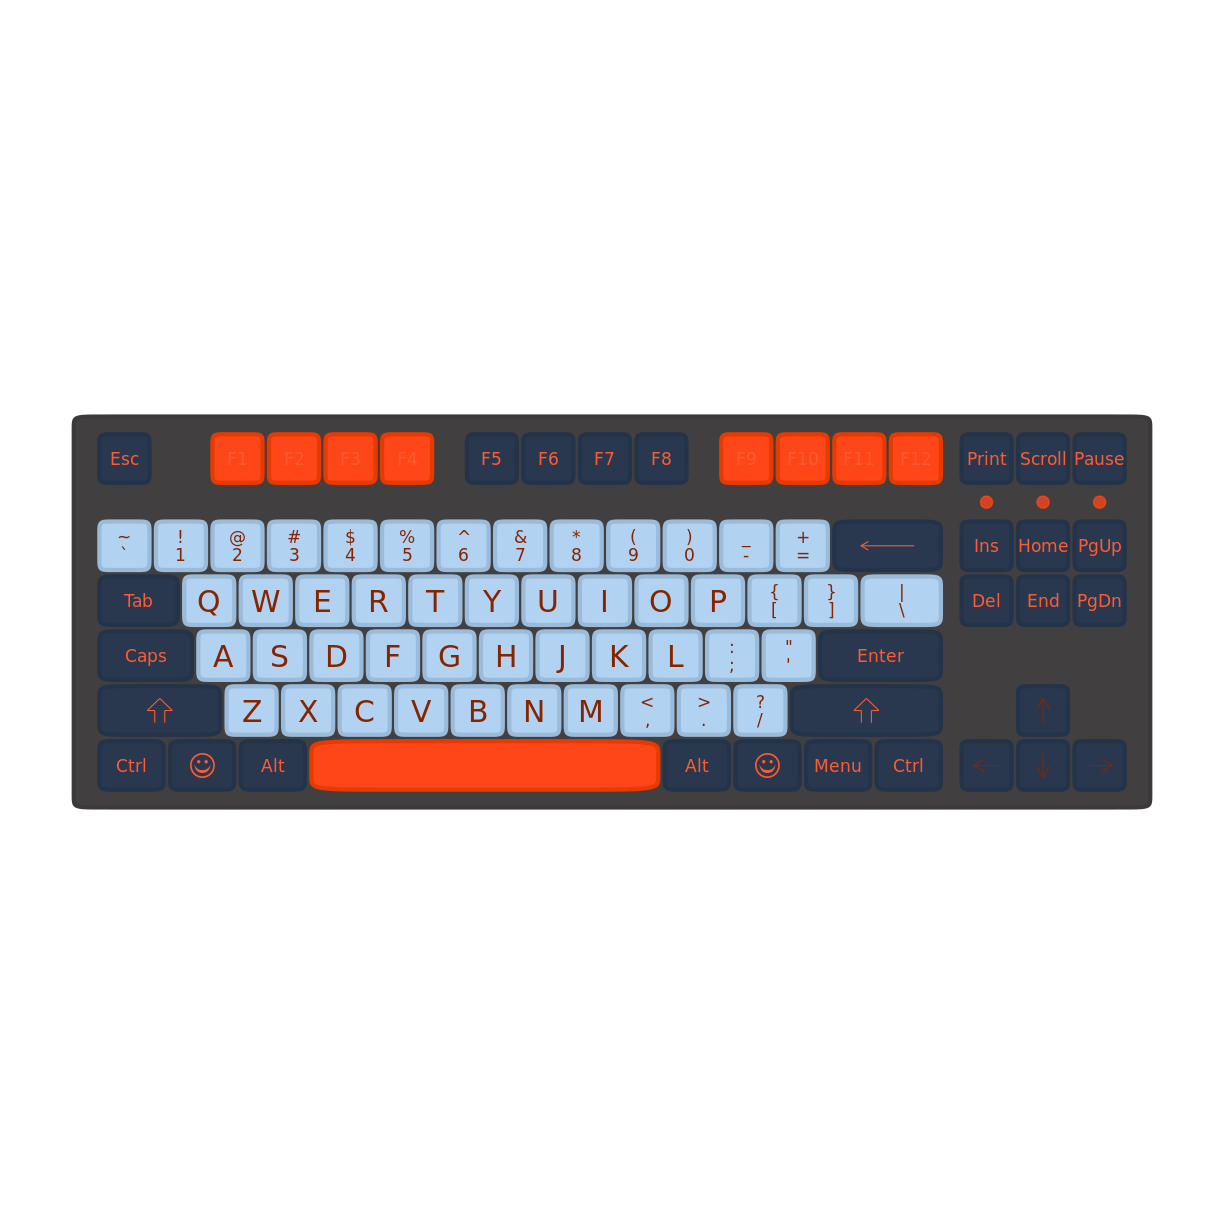 Esc F1 F2 F3 F4 F5 F6 F7 F8 F9 F10 F11 F12 Print Scroll Pause
~ ! @ # $ % ^ & * ( ) _ +
` 1 2 3 4 5 6 7 8 9 0 - = ← Ins Home PgUp
Tab Q W E R T Y U I O P { [ } ] | \ Del End PgDn
Caps A S D F G H J K L : ; " ' Enter
⇧ Z X C V B N M < , > . ? / ⇧ ↑
Ctrl ☺ Alt Alt ☺ Menu Ctrl ← ↓ →